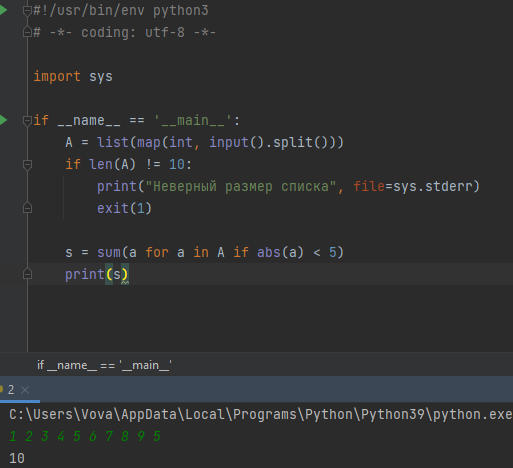 #!/usr/bin/env python3
# -*- coding: utf-8 -*-
import sys
if __name__ == '__main__':
    A = list(map(int, input().split()))
    if len(A) != 10:
        print("Неверный размер списка", file=sys.stderr)
        exit(1)
    s = sum(a for a in A if abs(a) < 5)
    print(s)
if __name__ == '__main__'
2 ×
C:\Users\Vova\AppData\Local\Programs\Python\Python39\python.exe
1 2 3 4 5 6 7 8 9 5
10